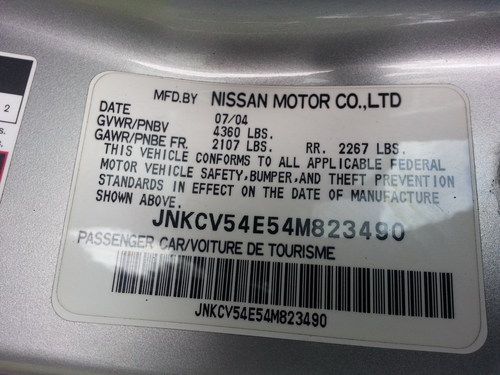 MFD.BY NISSAN MOTOR CO.,LTD
DATE 07/04
GVWR/PNBV 4360 LBS.
GAWR/PNBE FR. 2107 LBS. RR. 2267 LBS.
THIS VEHICLE CONFORMS TO ALL APPLICABLE FEDERAL
MOTOR VEHICLE SAFETY,BUMPER,AND THEFT PREVENTION
STANDARDS IN EFFECT ON THE DATE OF MANUFACTURE
SHOWN ABOVE.
JNKCV54E54M823490
PASSENGER CAR/VOITURE DE TOURISME
JNKCV54E54M823490
2
s.